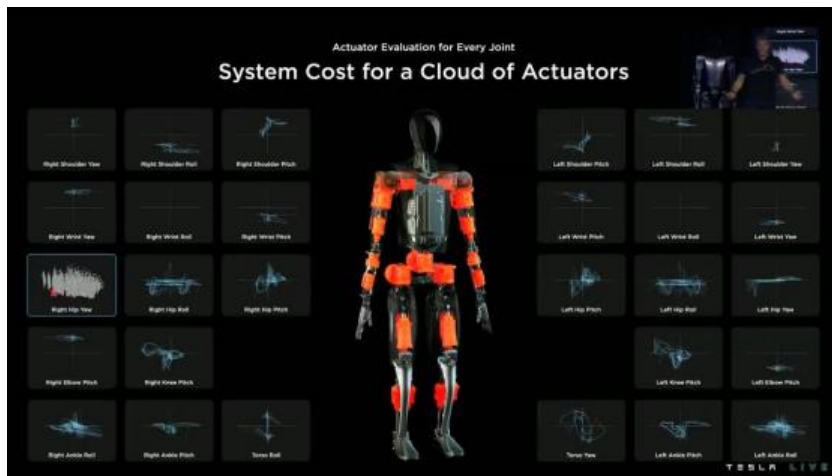 Actuator Evaluation for Every Joint
System Cost for a Cloud of Actuators
Right Shoulder Yaw
Right Shoulder Roll
Right Shoulder Pitch
Left Shoulder Pitch
Left Shoulder Roll
Left Shoulder Yaw
Right Wrist Yaw
Right Wrist Roll
Right Wrist Pitch
Left Wrist Pitch
Left Wrist Roll
Left Wrist Yaw
Right Hip Yaw
Right Hip Roll
Right Hip Pitch
Left Hip Pitch
Left Hip Roll
Left Hip Yaw
Right Elbow Pitch
Right Knee Pitch
Left Knee Pitch
Left Elbow Pitch
Right Ankle Roll
Right Ankle Pitch
Torso Roll
Torso Yaw
Left Ankle Pitch
Left Ankle Roll
TESLA LIVE